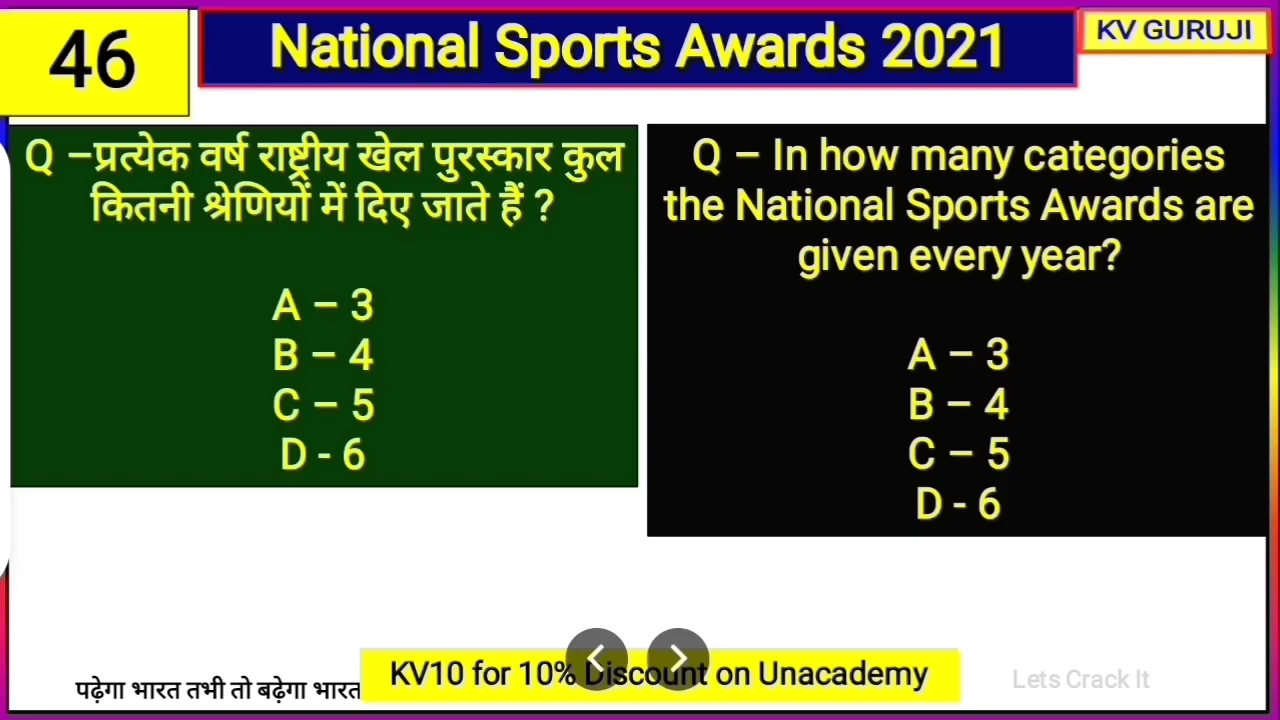 46
National Sports Awards 2021
KV GURUJI
Q –प्रत्येक वर्ष राष्ट्रीय खेल पुरस्कार कुल
कितनी श्रेणियों में दिए जाते हैं ?
A – 3
B – 4
C – 5
D - 6
Q – In how many categories
the National Sports Awards are
given every year?
A – 3
B – 4
C – 5
D - 6
पढ़ेगा भारत तभी तो बढ़ेगा भारत
KV10 for 10% Discount on Unacademy
Lets Crack It